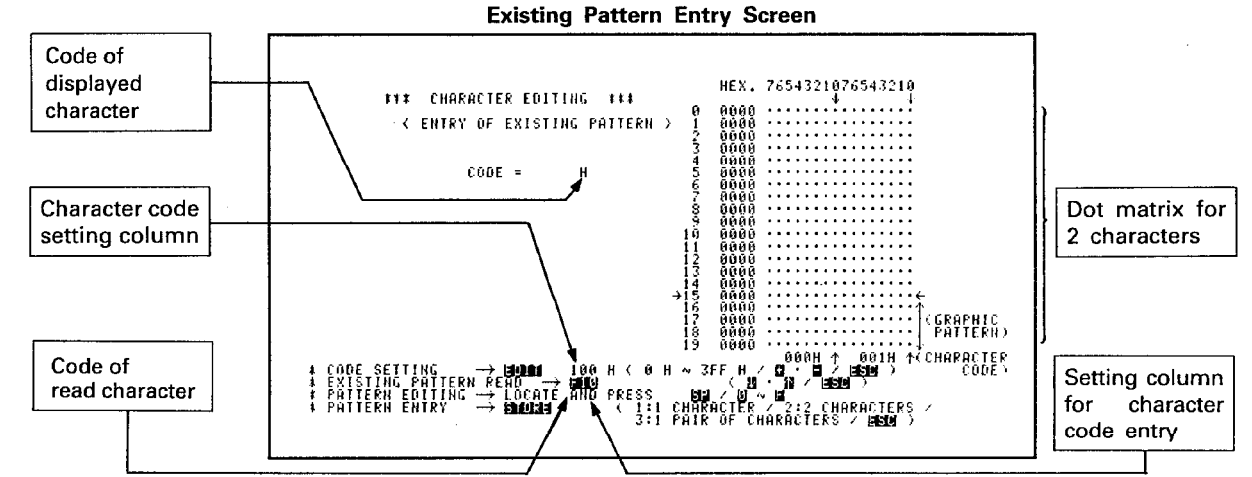 Existing Pattern Entry Screen
Code of
displayed
character
Character code
setting column
Code of
read character
*** CHARACTER EDITING ***
< ENTRY OF EXISTING PATTERN >
CODE = H
HEX. 7654321076543210
↓ ↓
0 0000 ················
1 0000 ················
2 0000 ················
3 0000 ················
4 0000 ················
5 0000 ················
6 0000 ················
7 0000 ················
8 0000 ················
9 0000 ················
10 0000 ················
11 0000 ················
12 0000 ················
13 0000 ················
14 0000 ················
→15 0000 ················ ←
16 0000 ················
17 0000 ················ (GRAPHIC
18 0000 ················ PATTERN)
19 0000 ················
000H ↑ 001H ↑ (CHARACTER
CODE)
* CODE SETTING → EDIT 100 H ( 0 H ~ 3FF H / + · - / ESC )
* EXISTING PATTERN READ → F10 ( ↓ · ↑ / ESC )
* PATTERN EDITING → LOCATE AND PRESS SP / 0 ~ F
* PATTERN ENTRY → STORE ( 1:1 CHARACTER / 2:2 CHARACTERS /
3:1 PAIR OF CHARACTERS / ESC )
Dot matrix for
2 characters
Setting column
for character
code entry